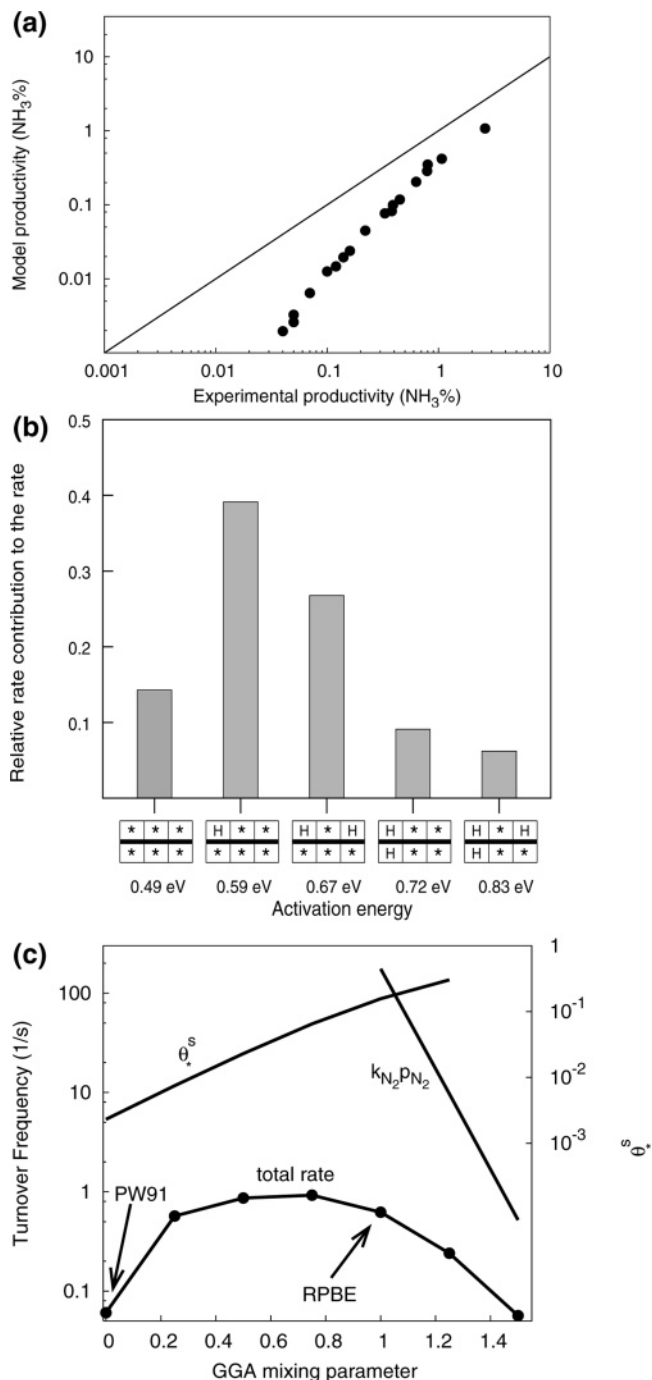 (a)
Model productivity (NH₃%)
10
1
0.1
0.01
0.001
0.01
0.1
1
10
Experimental productivity (NH₃%)
(b)
Relative rate contribution to the rate
0.5
0.4
0.3
0.2
0.1
* * *
* * *
H * *
* * *
H * H
* * *
H * *
H * *
H * H
H * *
0.49 eV
0.59 eV
0.67 eV
0.72 eV
0.83 eV
Activation energy
(c)
Turnover Frequency (1/s)
100
10
1
0.1
1
10⁻¹
10⁻²
10⁻³
θ*ˢ
θ*ˢ
k_N₂ p_N₂
total rate
PW91
RPBE
0 0.2 0.4 0.6 0.8 1 1.2 1.4
GGA mixing parameter